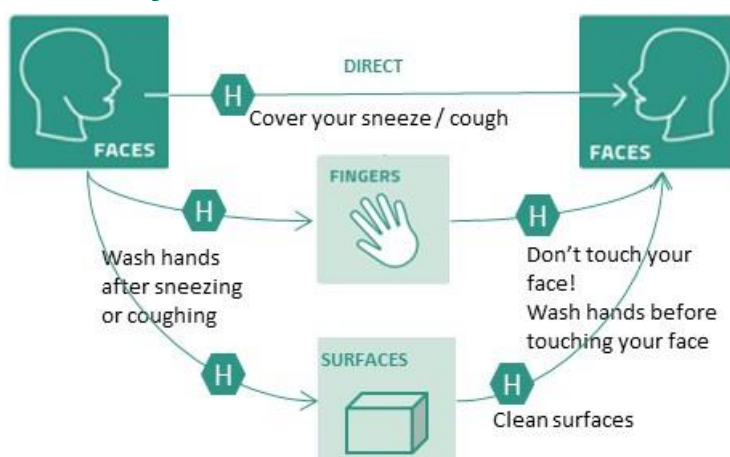 DIRECT
H
Cover your sneeze / cough
FACES
FACES
FINGERS
H
H
Wash hands
after sneezing
or coughing
Don't touch your
face!
Wash hands before
touching your face
SURFACES
H
H
Clean surfaces